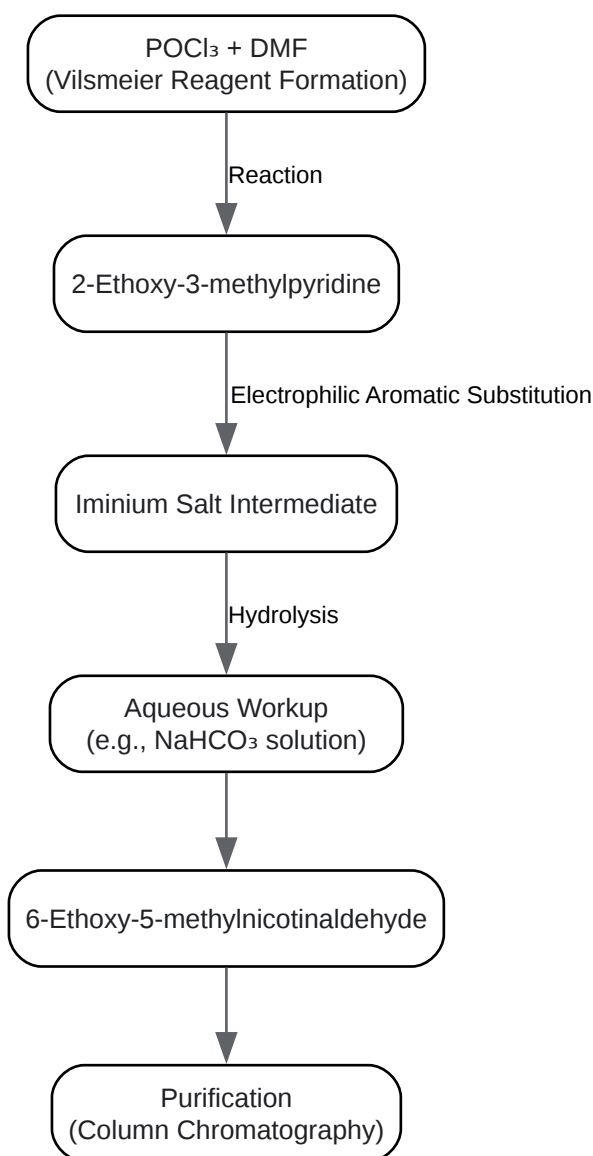 POCl₃ + DMF
(Vilsmeier Reagent Formation)
Reaction
2-Ethoxy-3-methylpyridine
Electrophilic Aromatic Substitution
Iminium Salt Intermediate
Hydrolysis
Aqueous Workup
(e.g., NaHCO₃ solution)
6-Ethoxy-5-methylnicotinaldehyde
Purification
(Column Chromatography)